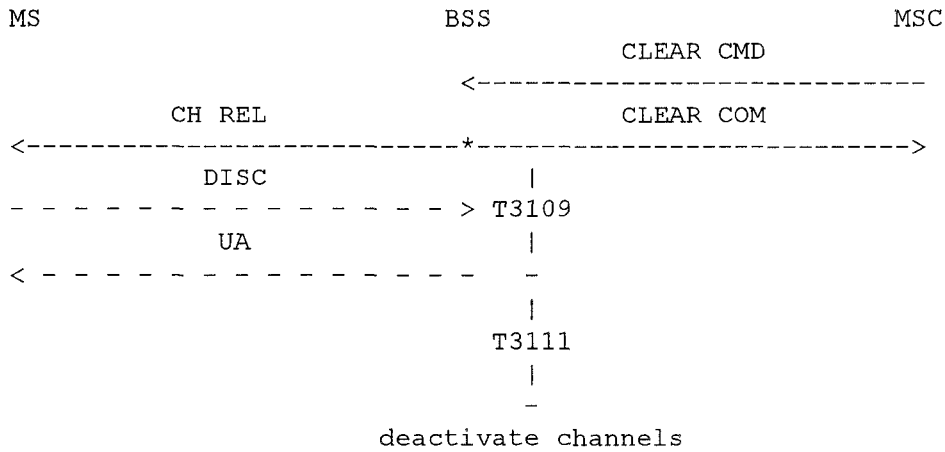 MS BSS MSC
CLEAR CMD
<---------------------------
CH REL CLEAR COM
<---------------------------*-------------------------->
DISC |
- - - - - - - - - - - - - - > T3109
UA |
< - - - - - - - - - - - - - - -
|
T3111
|
-
deactivate channels